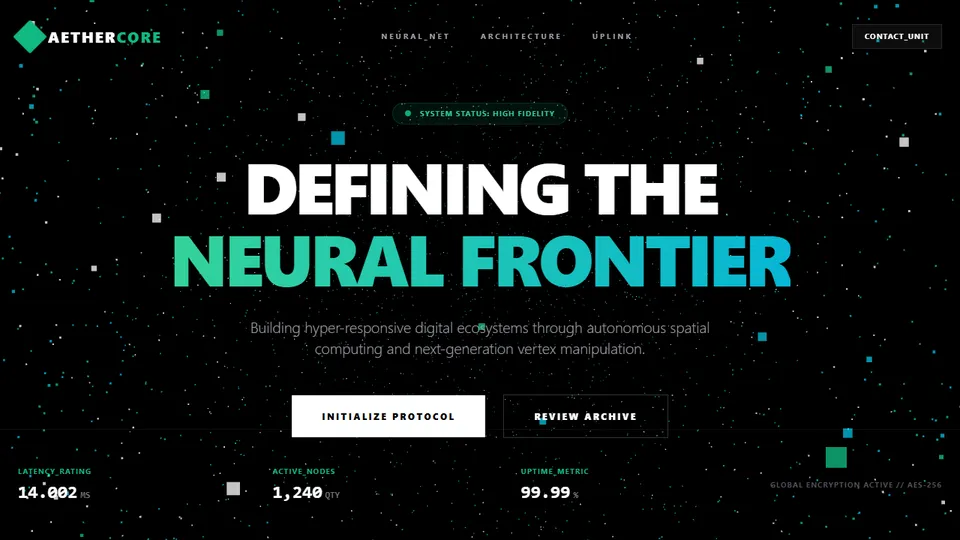 AETHERCORE
NEURAL_NET
ARCHITECTURE
UPLINK
CONTACT_UNIT
SYSTEM STATUS: HIGH FIDELITY
DEFINING THE
NEURAL FRONTIER
Building hyper-responsive digital ecosystems through autonomous spatial
computing and next-generation vertex manipulation.
INITIALIZE PROTOCOL
REVIEW ARCHIVE
LATENCY_RATING
14.002 MS
ACTIVE_NODES
1,240 QTY
UPTIME_METRIC
99.99 %
GLOBAL ENCRYPTION ACTIVE // AES-256